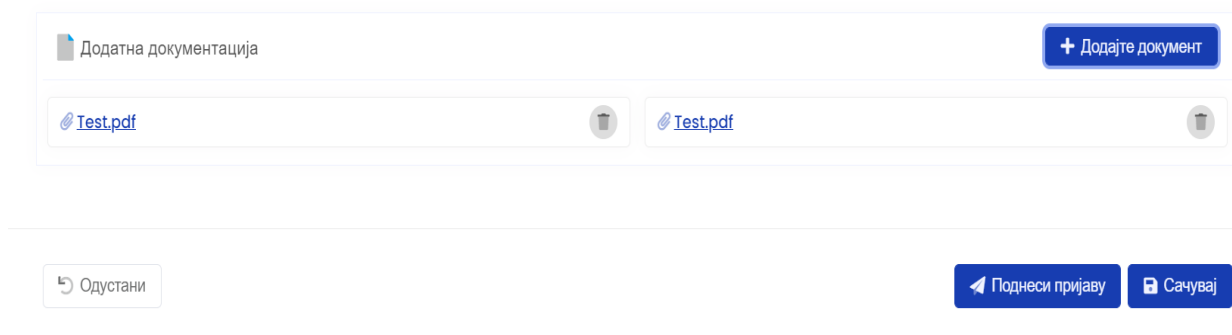 Додатна документација
Додајте документ
Test.pdf
Test.pdf
Одустани
Поднеси пријаву
Сачувај